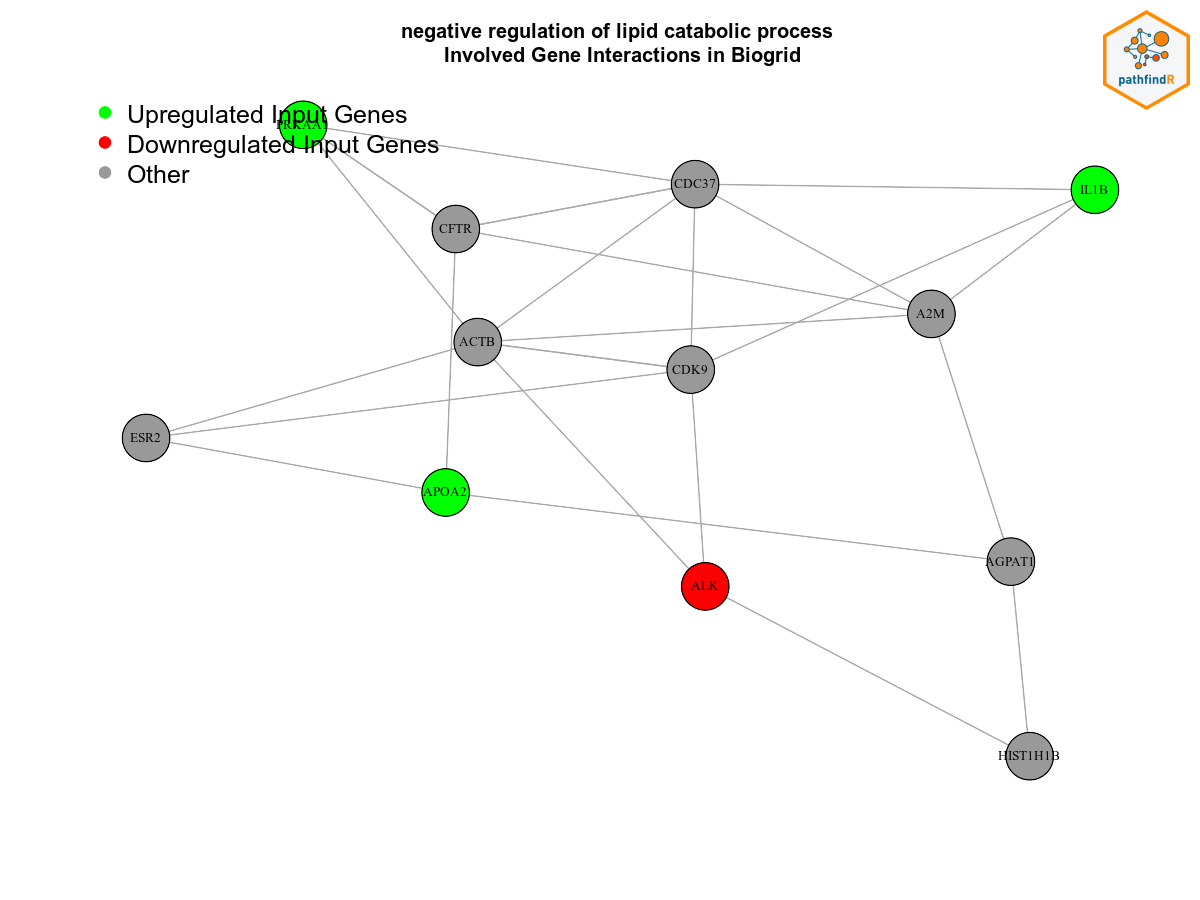 negative regulation of lipid catabolic process
Involved Gene Interactions in Biogrid
pathfindR
Upregulated Input Genes
Downregulated Input Genes
Other
CDC37
IL1B
CFTR
A2M
ACTB
CDK9
ESR2
APOA2
AGPAT1
ALK
HIST1H1B